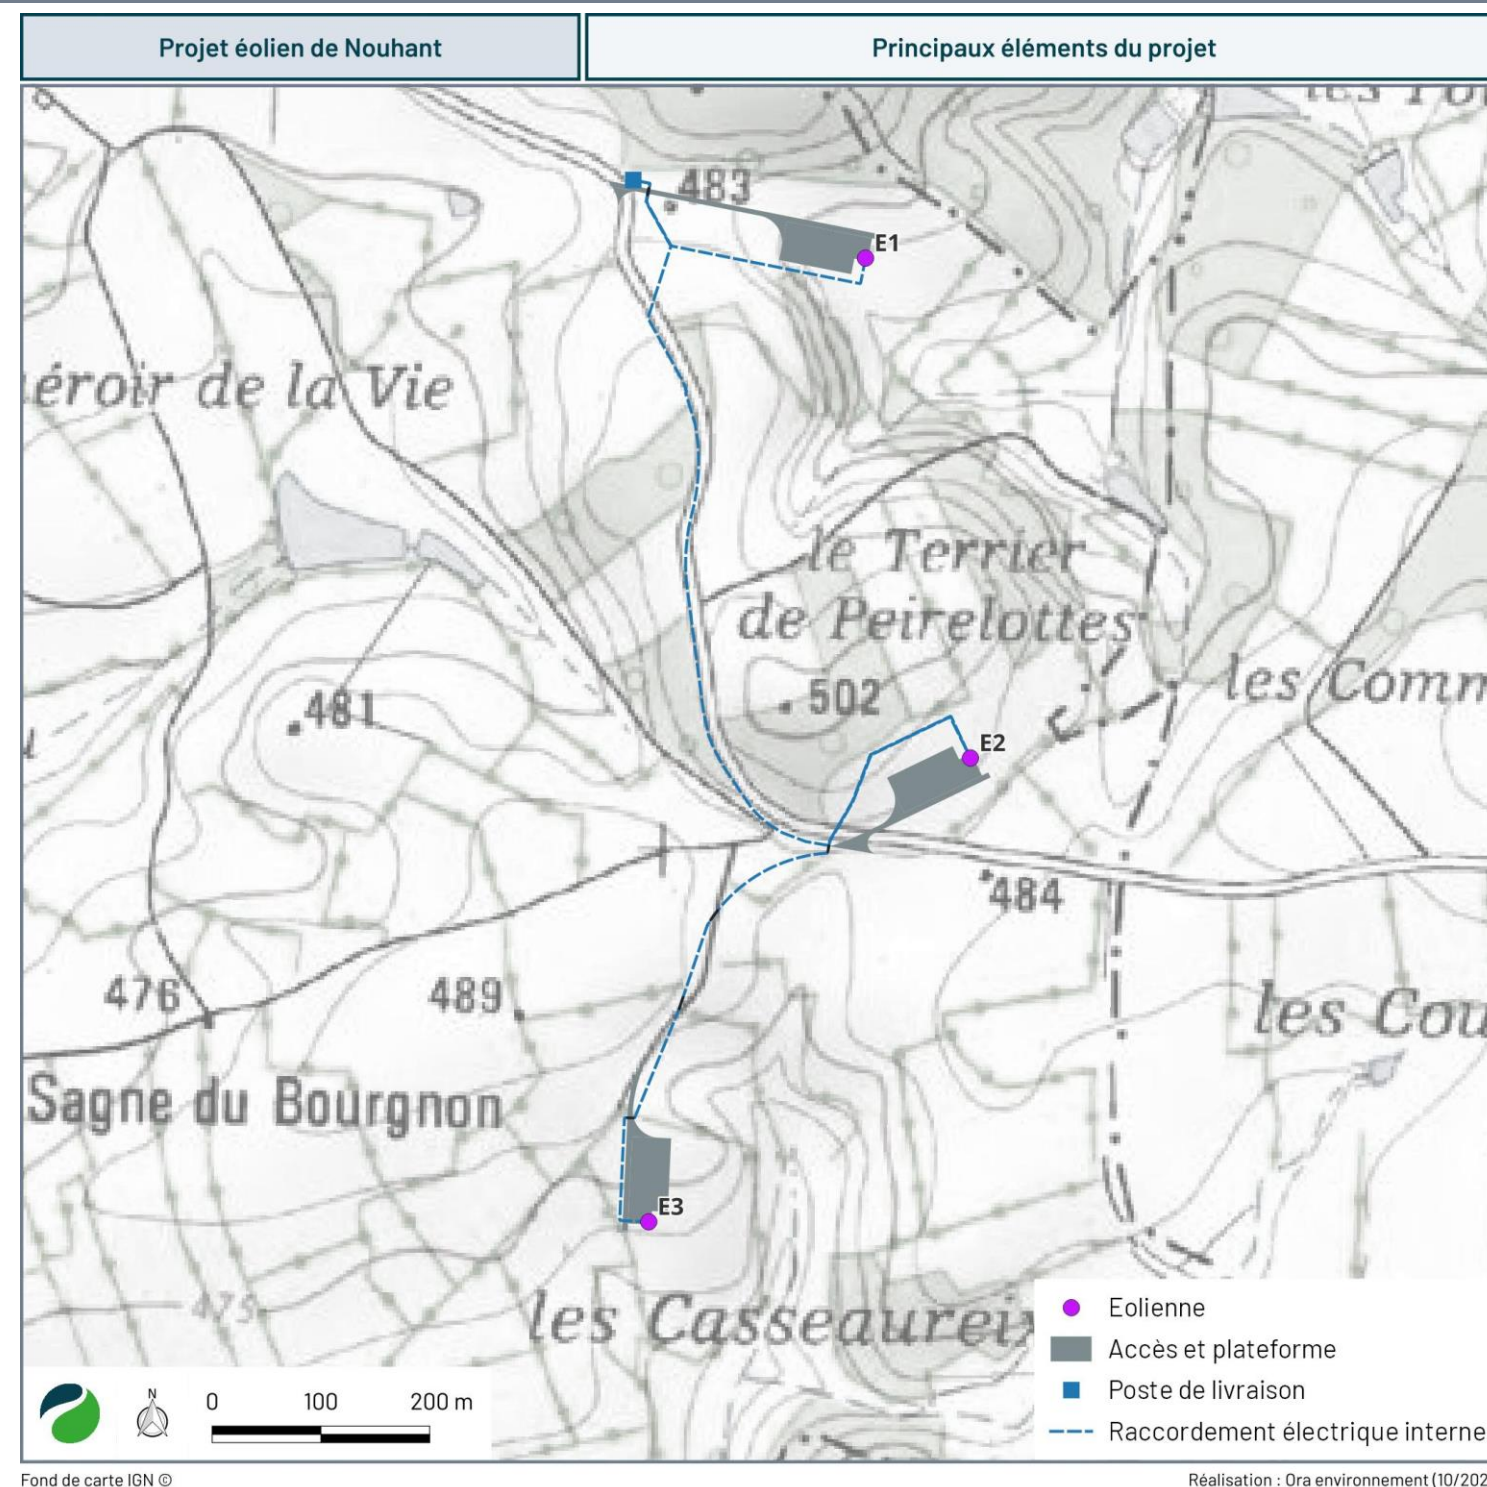 Projet éolien de Nouhant
Principaux éléments du projet
483
E1
éroir de la Vie
le Terrier
de Peirelottes
les Comm
481
502
E2
484
476
489
les Cou
Sagne du Bourgnon
E3
475
les Casseaureix
Eolienne
Accès et plateforme
Poste de livraison
Raccordement électrique interne
N
0 100 200 m
Fond de carte IGN ©
Réalisation : Ora environnement (10/202